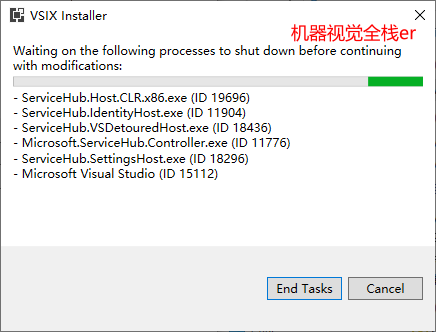 VSIX Installer
机器视觉全栈er
Waiting on the following processes to shut down before continuing
with modifications:
- ServiceHub.Host.CLR.x86.exe (ID 19696)
- ServiceHub.IdentityHost.exe (ID 11904)
- ServiceHub.VSDetouredHost.exe (ID 18436)
- Microsoft.ServiceHub.Controller.exe (ID 11776)
- ServiceHub.SettingsHost.exe (ID 18296)
- Microsoft Visual Studio (ID 15112)
End Tasks
Cancel